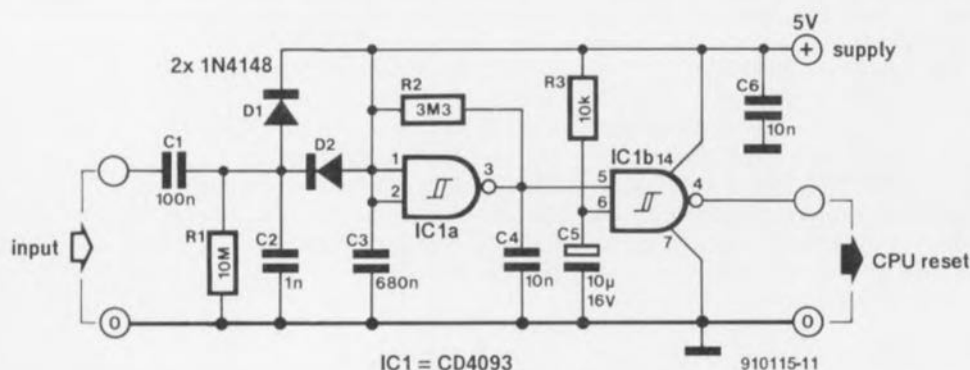 5V
+
supply
2x 1N4148
D1
R2
3M3
R3
10k
C6
10n
C1
100n
D2
1
2
3
IC1a
IC1b
14
5
6
4
7
input
R1
10M
C2
1n
C3
680n
C4
10n
C5
10µ
16V
CPU reset
0
0
IC1 = CD4093
910115-11